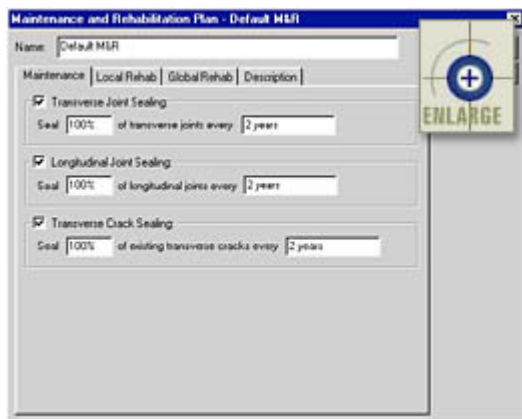 Maintenance and Rehabilitation Plan - Default M&R
Name: Default M&R
Maintenance Local Rehab Global Rehab Description
Transverse Joint Sealing
Seal 100% of transverse joints every 2 years
Longitudinal Joint Sealing
Seal 100% of longitudinal joints every 2 years
Transverse Crack Sealing
Seal 100% of existing transverse cracks every 2 years
ENLARGE